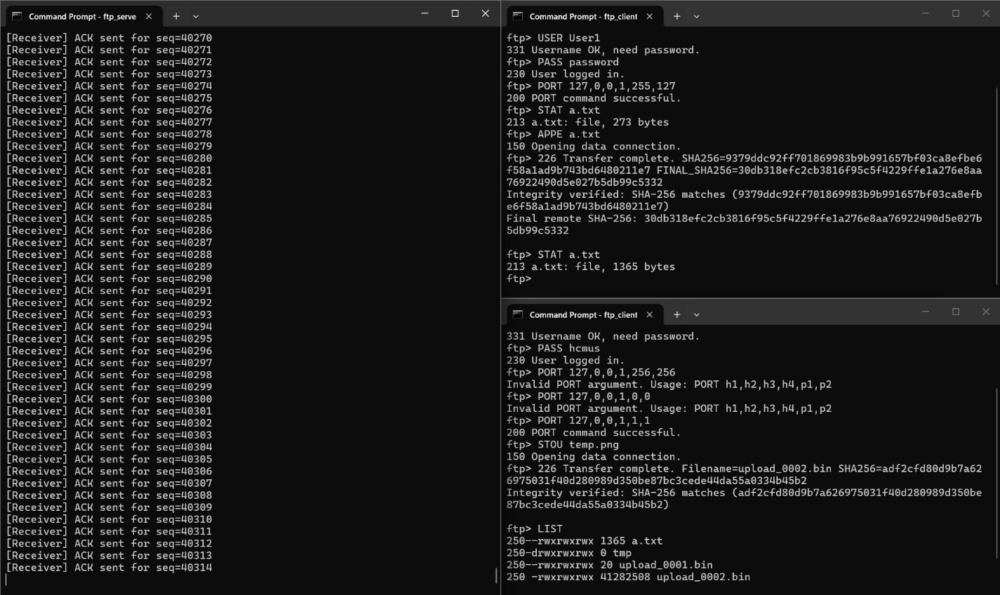 Command Prompt - ftp_serve
[Receiver] ACK sent for seq=40270
[Receiver] ACK sent for seq=40271
[Receiver] ACK sent for seq=40272
[Receiver] ACK sent for seq=40273
[Receiver] ACK sent for seq=40274
[Receiver] ACK sent for seq=40275
[Receiver] ACK sent for seq=40276
[Receiver] ACK sent for seq=40277
[Receiver] ACK sent for seq=40278
[Receiver] ACK sent for seq=40279
[Receiver] ACK sent for seq=40280
[Receiver] ACK sent for seq=40281
[Receiver] ACK sent for seq=40282
[Receiver] ACK sent for seq=40283
[Receiver] ACK sent for seq=40284
[Receiver] ACK sent for seq=40285
[Receiver] ACK sent for seq=40286
[Receiver] ACK sent for seq=40287
[Receiver] ACK sent for seq=40288
[Receiver] ACK sent for seq=40289
[Receiver] ACK sent for seq=40290
[Receiver] ACK sent for seq=40291
[Receiver] ACK sent for seq=40292
[Receiver] ACK sent for seq=40293
[Receiver] ACK sent for seq=40294
[Receiver] ACK sent for seq=40295
[Receiver] ACK sent for seq=40296
[Receiver] ACK sent for seq=40297
[Receiver] ACK sent for seq=40298
[Receiver] ACK sent for seq=40299
[Receiver] ACK sent for seq=40300
[Receiver] ACK sent for seq=40301
[Receiver] ACK sent for seq=40302
[Receiver] ACK sent for seq=40303
[Receiver] ACK sent for seq=40304
[Receiver] ACK sent for seq=40305
[Receiver] ACK sent for seq=40306
[Receiver] ACK sent for seq=40307
[Receiver] ACK sent for seq=40308
[Receiver] ACK sent for seq=40309
[Receiver] ACK sent for seq=40310
[Receiver] ACK sent for seq=40311
[Receiver] ACK sent for seq=40312
[Receiver] ACK sent for seq=40313
[Receiver] ACK sent for seq=40314
Command Prompt - ftp_client
ftp> USER User1
331 Username OK, need password.
ftp> PASS password
230 User logged in.
ftp> PORT 127,0,0,1,255,127
200 PORT command successful.
ftp> STAT a.txt
213 a.txt: file, 273 bytes
ftp> APPE a.txt
150 Opening data connection.
ftp> 226 Transfer complete. SHA256=9379ddc92ff701869983b9b991657bf03ca8efbe6
f58a1ad9b743bd6480211e7 FINAL_SHA256=30db318efc2cb3816f95c5f4229ffe1a276e8aa
76922490d5e027b5db99c5332
Integrity verified: SHA-256 matches (9379ddc92ff701869983b9b991657bf03ca8efb
e6f58a1ad9b743bd6480211e7)
Final remote SHA-256: 30db318efc2cb3816f95c5f4229ffe1a276e8aa76922490d5e027b
5db99c5332
ftp> STAT a.txt
213 a.txt: file, 1365 bytes
ftp>
Command Prompt - ftp_client
331 Username OK, need password.
ftp> PASS hcmus
230 User logged in.
ftp> PORT 127,0,0,1,256,256
Invalid PORT argument. Usage: PORT h1,h2,h3,h4,p1,p2
ftp> PORT 127,0,0,1,0,0
Invalid PORT argument. Usage: PORT h1,h2,h3,h4,p1,p2
ftp> PORT 127,0,0,1,1,1
200 PORT command successful.
ftp> STOU temp.png
150 Opening data connection.
ftp> 226 Transfer complete. Filename=upload_0002.bin SHA256=adf2cfd80d9b7a62
6975031f40d280989d350be87bc3cede44da55a0334b45b2
Integrity verified: SHA-256 matches (adf2cfd80d9b7a626975031f40d280989d350be
87bc3cede44da55a0334b45b2)
ftp> LIST
250--rwxrwxrwx 1365 a.txt
250-drwxrwxrwx 0 tmp
250--rwxrwxrwx 20 upload_0001.bin
250 -rwxrwxrwx 41282508 upload_0002.bin